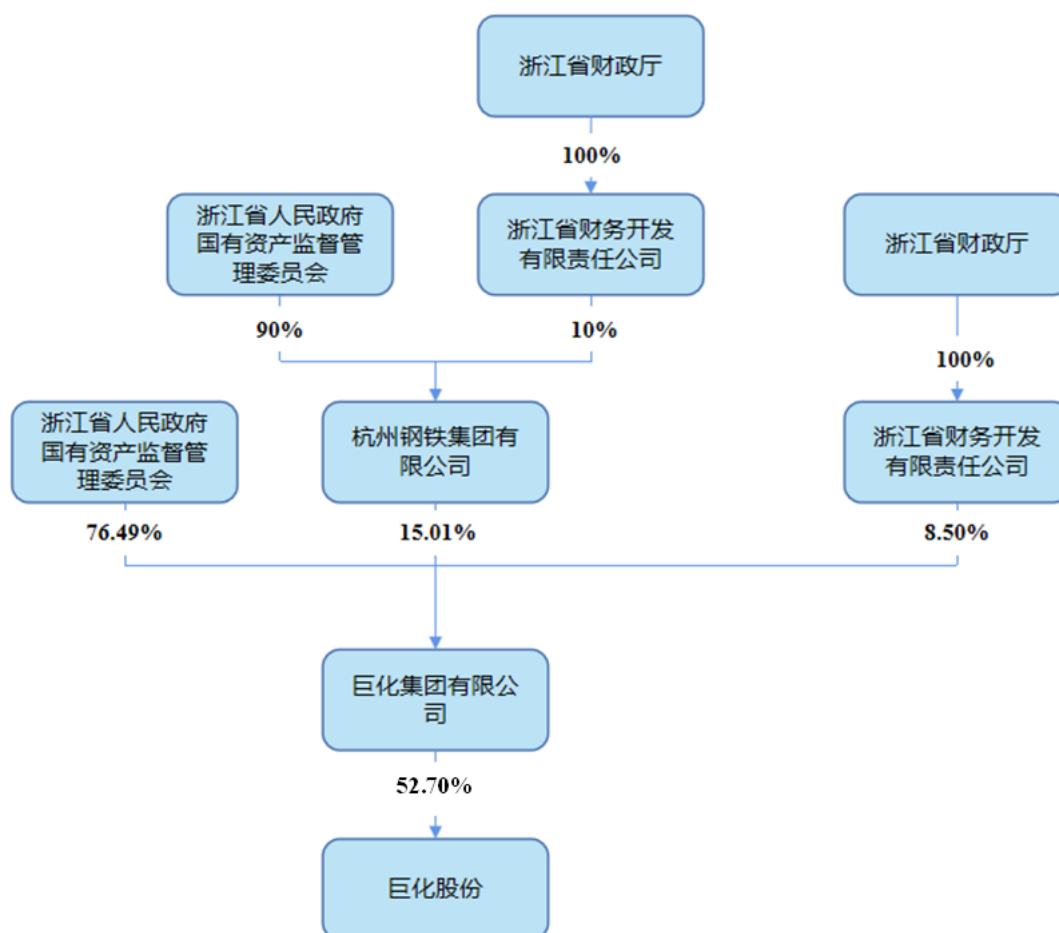 浙江省财政厅
100%
浙江省人民政府
国有资产监督管
理委员会
浙江省财务开发
有限责任公司
浙江省财政厅
90%
10%
100%
浙江省人民政府
国有资产监督管
理委员会
杭州钢铁集团有
限公司
浙江省财务开发
有限责任公司
76.49%
15.01%
8.50%
巨化集团有限公
司
52.70%
巨化股份